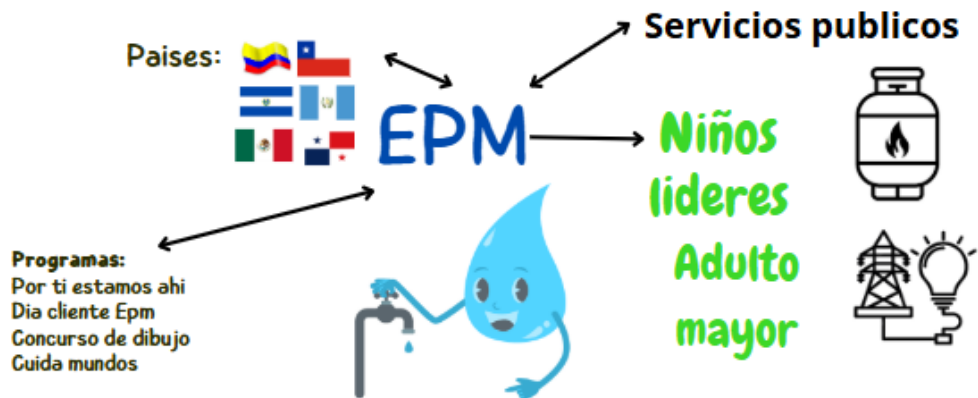 Paises:
Servicios publicos
EPM
Niños
lideres
Adulto
mayor
Programas:
Por ti estamos ahi
Dia cliente Epm
Concurso de dibujo
Cuida mundos